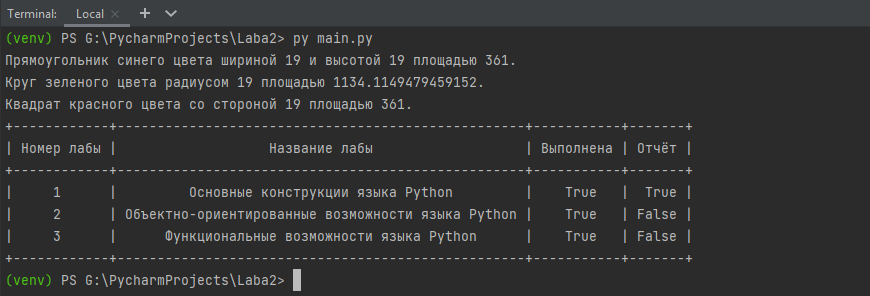 Terminal: Local
(venv) PS G:\PycharmProjects\Laba2> py main.py
Прямоугольник синего цвета шириной 19 и высотой 19 площадью 361.
Круг зеленого цвета радиусом 19 площадью 1134.1149479459152.
Квадрат красного цвета со стороной 19 площадью 361.
+------------+---------------------------------------------------+-----------+-------+
| Номер лабы |                   Название лабы                   | Выполнена | Отчёт |
+------------+---------------------------------------------------+-----------+-------+
|     1      |         Основные конструкции языка Python         |    True   |  True |
|     2      | Объектно-ориентированные возможности языка Python |    True   | False |
|     3      |      Функциональные возможности языка Python      |    True   | False |
+------------+---------------------------------------------------+-----------+-------+
(venv) PS G:\PycharmProjects\Laba2>